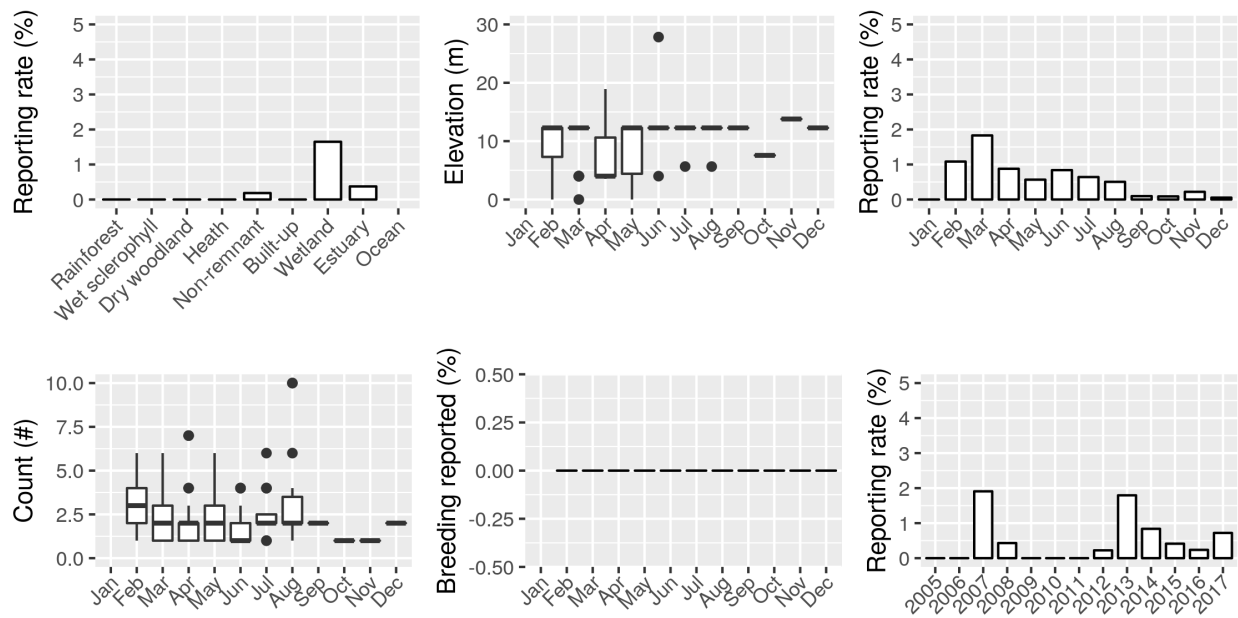 Reporting rate (%)
5
4
3
2
1
0
Rainforest
Wet sclerophyll
Dry woodland
Heath
Non-remnant
Built-up
Wetland
Estuary
Ocean
Elevation (m)
30
20
10
0
Jan
Feb
Mar
Apr
May
Jun
Jul
Aug
Sep
Oct
Nov
Dec
Reporting rate (%)
5
4
3
2
1
0
Jan
Feb
Mar
Apr
May
Jun
Jul
Aug
Sep
Oct
Nov
Dec
Count (#)
10.0
7.5
5.0
2.5
0.0
Jan
Feb
Mar
Apr
May
Jun
Jul
Aug
Sep
Oct
Nov
Dec
Breeding reported (%)
0.50
0.25
0.00
-0.25
-0.50
Jan
Feb
Mar
Apr
May
Jun
Jul
Aug
Sep
Oct
Nov
Dec
Reporting rate (%)
5
4
3
2
1
0
2005
2006
2007
2008
2009
2010
2011
2012
2013
2014
2015
2016
2017